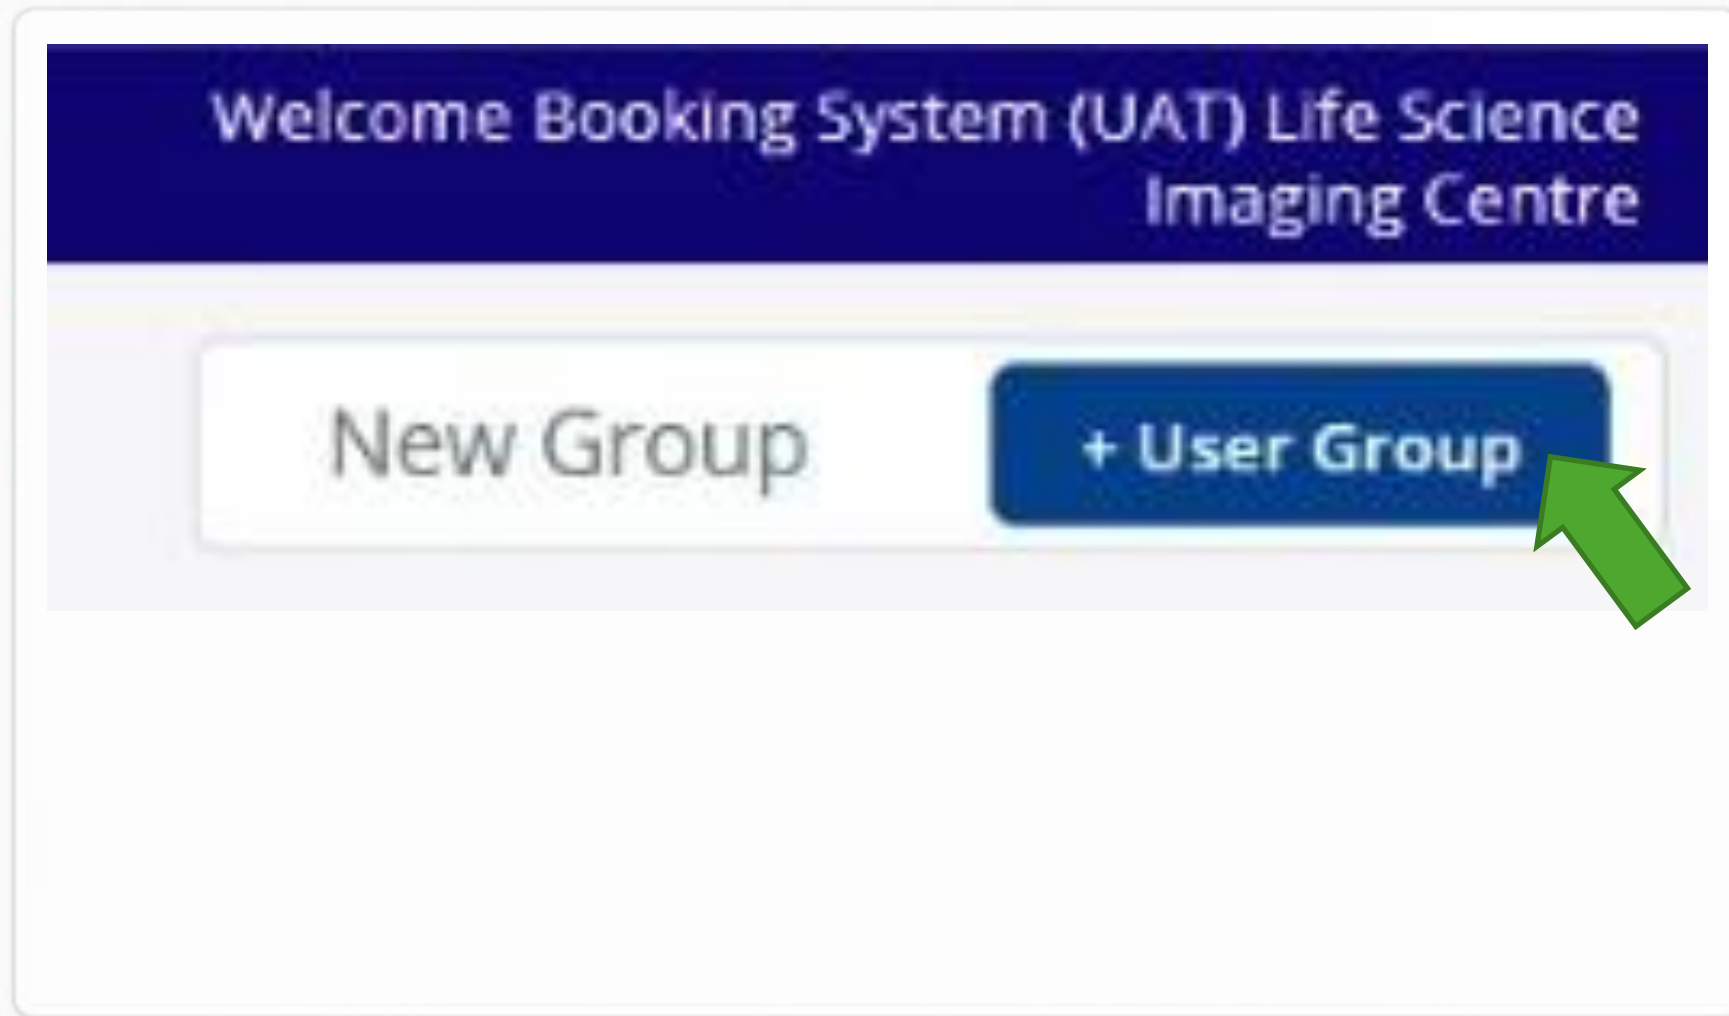 Welcome Booking System (UAT) Life Science
Imaging Centre
New Group
+ User Group